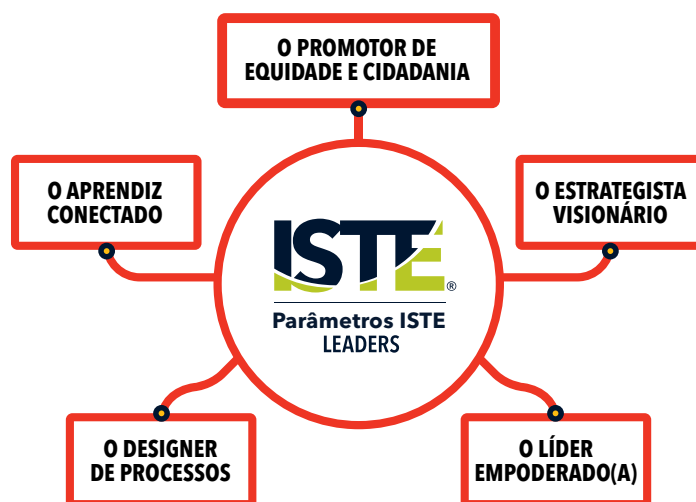 O PROMOTOR DE
EQUIDADE E CIDADANIA
O APRENDIZ
CONECTADO
O ESTRATEGISTA
VISIONÁRIO
ISTE®
Parâmetros ISTE
LEADERS
O DESIGNER
DE PROCESSOS
O LÍDER
EMPODERADO(A)